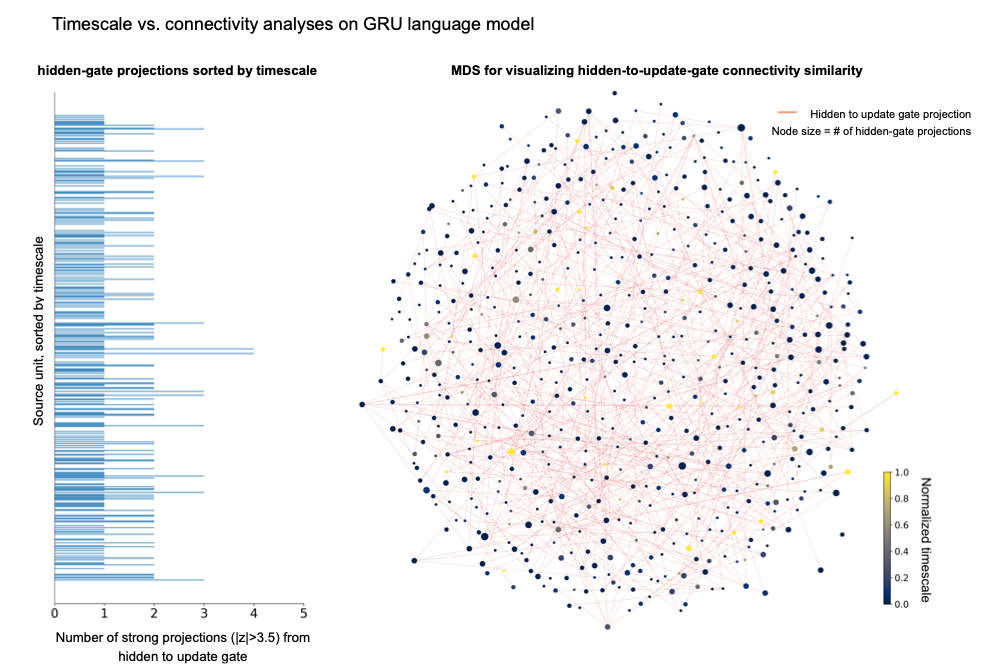 Timescale vs. connectivity analyses on GRU language model
hidden-gate projections sorted by timescale
Source unit, sorted by timescale
0 1 2 3 4 5
Number of strong projections (|z|>3.5) from
hidden to update gate
MDS for visualizing hidden-to-update-gate connectivity similarity
Hidden to update gate projection
Node size = # of hidden-gate projections
1.0
0.8
0.6
0.4
0.2
0.0
Normalized timescale